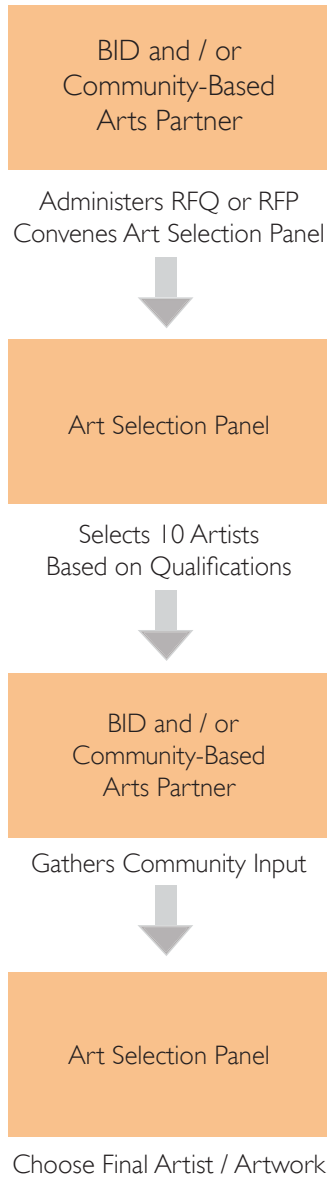 BID and / or
Community-Based
Arts Partner
Administers RFQ or RFP
Convenes Art Selection Panel
Art Selection Panel
Selects 10 Artists
Based on Qualifications
BID and / or
Community-Based
Arts Partner
Gathers Community Input
Art Selection Panel
Choose Final Artist / Artwork